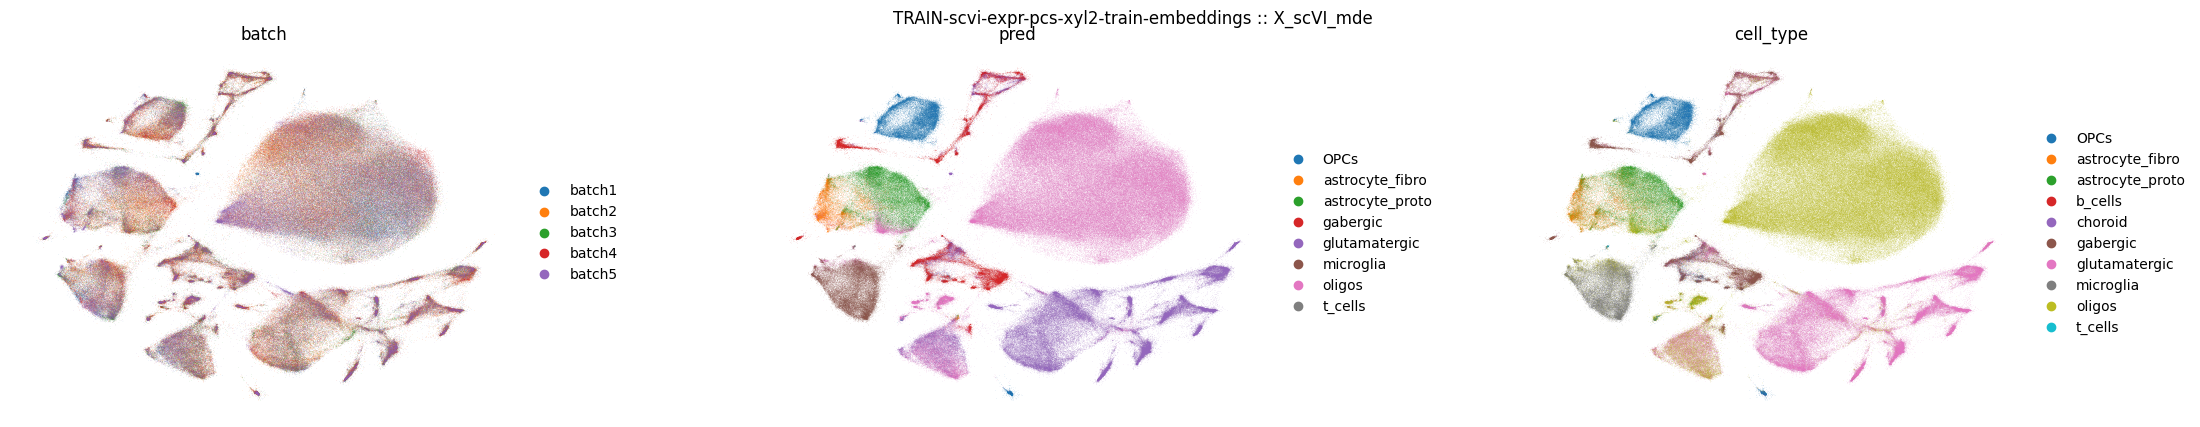 TRAIN-scvi-expr-pcs-xyl2-train-embeddings :: X_scVI_mde
batch
batch1
batch2
batch3
batch4
batch5
pred
OPCs
astrocyte_fibro
astrocyte_proto
gabergic
glutamatergic
microglia
oligos
t_cells
cell_type
OPCs
astrocyte_fibro
astrocyte_proto
b_cells
choroid
gabergic
glutamatergic
microglia
oligos
t_cells